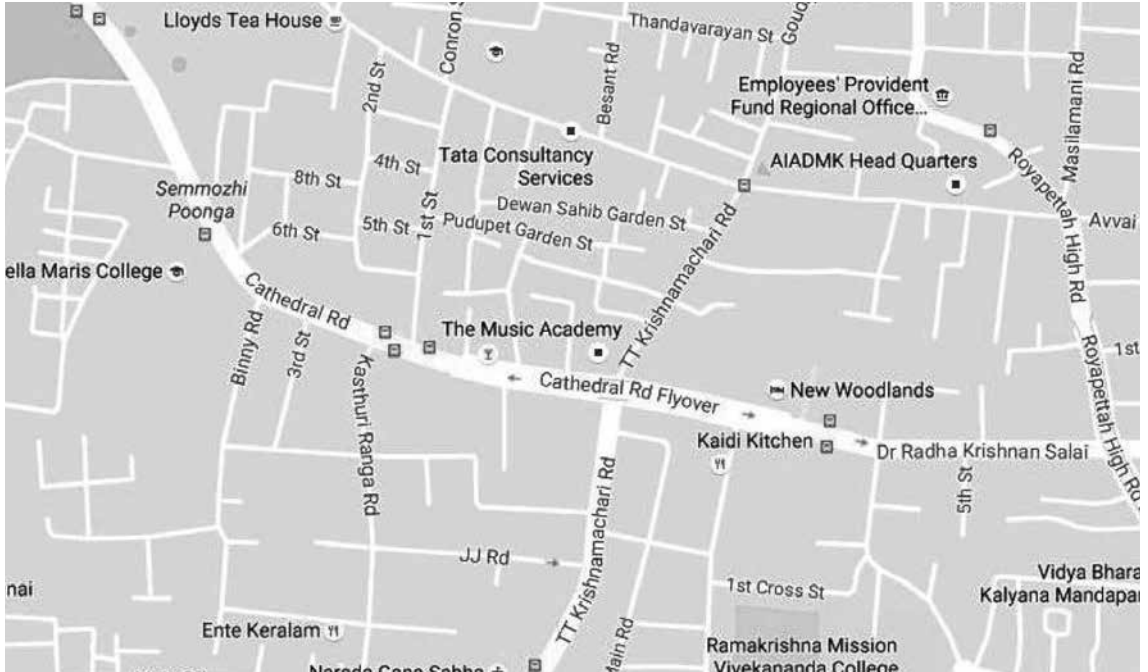 Lloyds Tea House
Thandavarayan St
2nd St
Besant Rd
Masilamani Rd
Employees' Provident
Fund Regional Office...
Tata Consultancy
Services
AIADMK Head Quarters
Royapettah High Rd
4th St
8th St
Semmozhi
Poonga
Dewan Sahib Garden St
1st St
Pudupet Garden St
5th St
6th St
Avvai
TT Krishnamachari Rd
ella Maris College
Cathedral Rd
The Music Academy
Binny Rd
3rd St
Kasthuri Ranga Rd
1st
Royapettah High Rd
Cathedral Rd Flyover
New Woodlands
Kaidi Kitchen
Dr Radha Krishnan Salai
5th St
TT Krishnamachari Rd
JJ Rd
1st Cross St
nai
Vidya Bhara
Kalyana Mandapar
Ente Keralam
Main Rd
Ramakrishna Mission
Vivekananda College